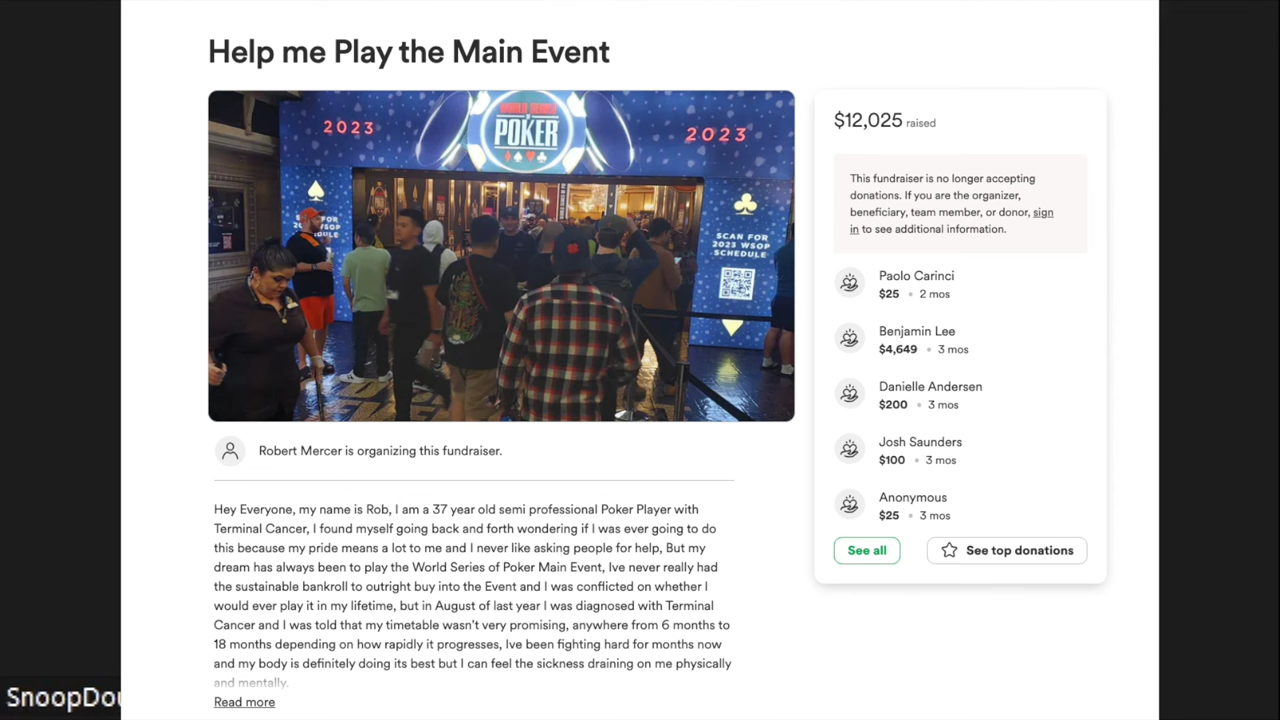 Help me Play the Main Event
2023
WORLD SERIES
POKER
2023
SCAN FOR
2023 WSOP
SCHEDULE
Robert Mercer is organizing this fundraiser.
Hey Everyone, my name is Rob, I am a 37 year old semi professional Poker Player with
Terminal Cancer, I found myself going back and forth wondering if I was ever going to do
this because my pride means a lot to me and I never like asking people for help, But my
dream has always been to play the World Series of Poker Main Event, Ive never really had
the sustainable bankroll to outright buy into the Event and I was conflicted on whether I
would ever play it in my lifetime, but in August of last year I was diagnosed with Terminal
Cancer and I was told that my timetable wasn't very promising, anywhere from 6 months to
18 months depending on how rapidly it progresses, Ive been fighting hard for months now
and my body is definitely doing its best but I can feel the sickness draining on me physically
and mentally.
Read more
$12,025 raised
This fundraiser is no longer accepting
donations. If you are the organizer,
beneficiary, team member, or donor, sign
in to see additional information.
Paolo Carinci
$25 • 2 mos
Benjamin Lee
$4,649 • 3 mos
Danielle Andersen
$200 • 3 mos
Josh Saunders
$100 • 3 mos
Anonymous
$25 • 3 mos
See all
See top donations
SnoopDou